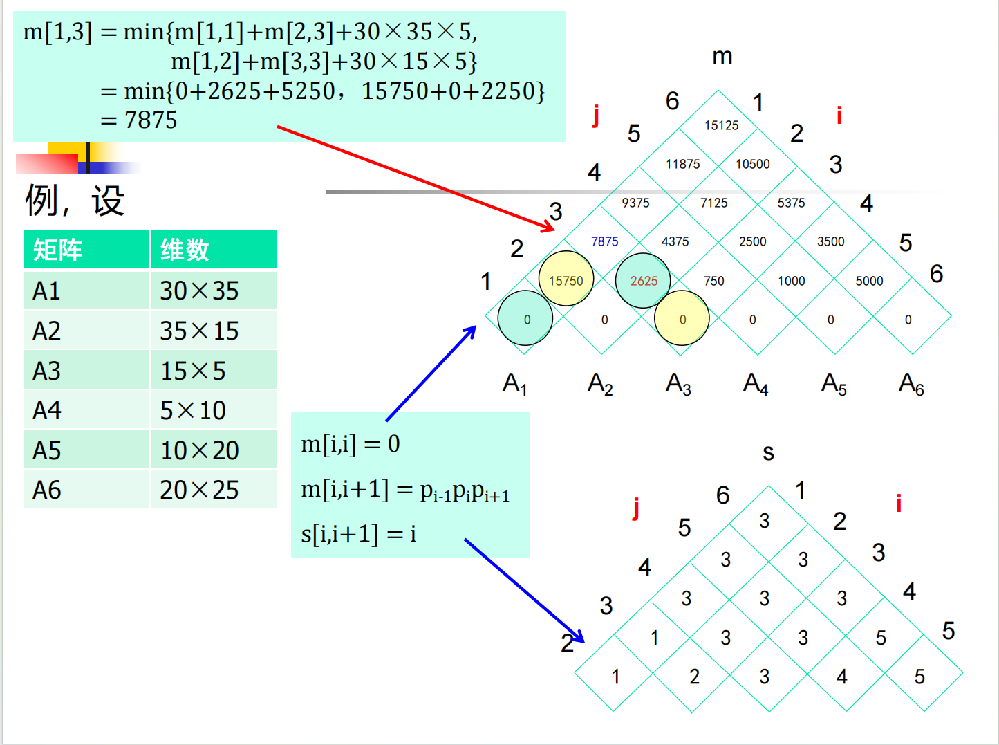 m[1,3] = min{m[1,1]+m[2,3]+30×35×5,
m[1,2]+m[3,3]+30×15×5}
= min{0+2625+5250，15750+0+2250}
= 7875
例，设
矩阵 维数
A1 30×35
A2 35×15
A3 15×5
A4 5×10
A5 10×20
A6 20×25
m[i,i] = 0
m[i,i+1] = pi-1pipi+1
s[i,i+1] = i
m
j i
6 1
15125
5 2
11875 10500
4 3
9375 7125 5375
3 4
7875 4375 2500 3500
2 5
15750 2625 750 1000 5000
1 6
0 0 0 0 0 0
A1 A2 A3 A4 A5 A6
s
j i
6 1
3
5 2
3 3
4 3
3 3 3
3 4
1 3 3 5
2 5
1 2 3 4 5